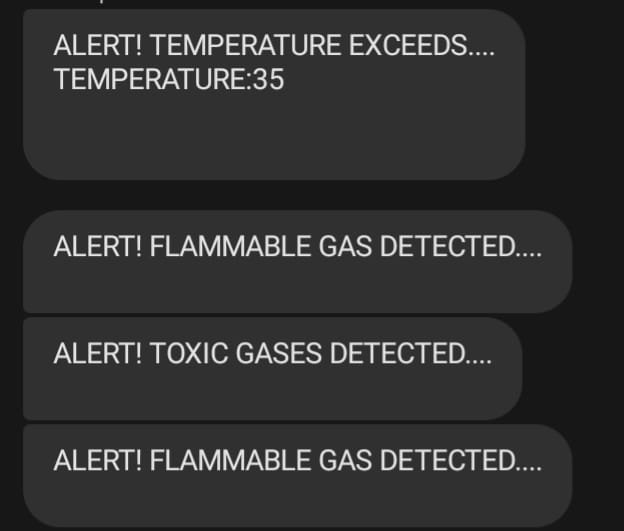 ALERT! TEMPERATURE EXCEEDS....
TEMPERATURE:35
ALERT! FLAMMABLE GAS DETECTED....
ALERT! TOXIC GASES DETECTED....
ALERT! FLAMMABLE GAS DETECTED....